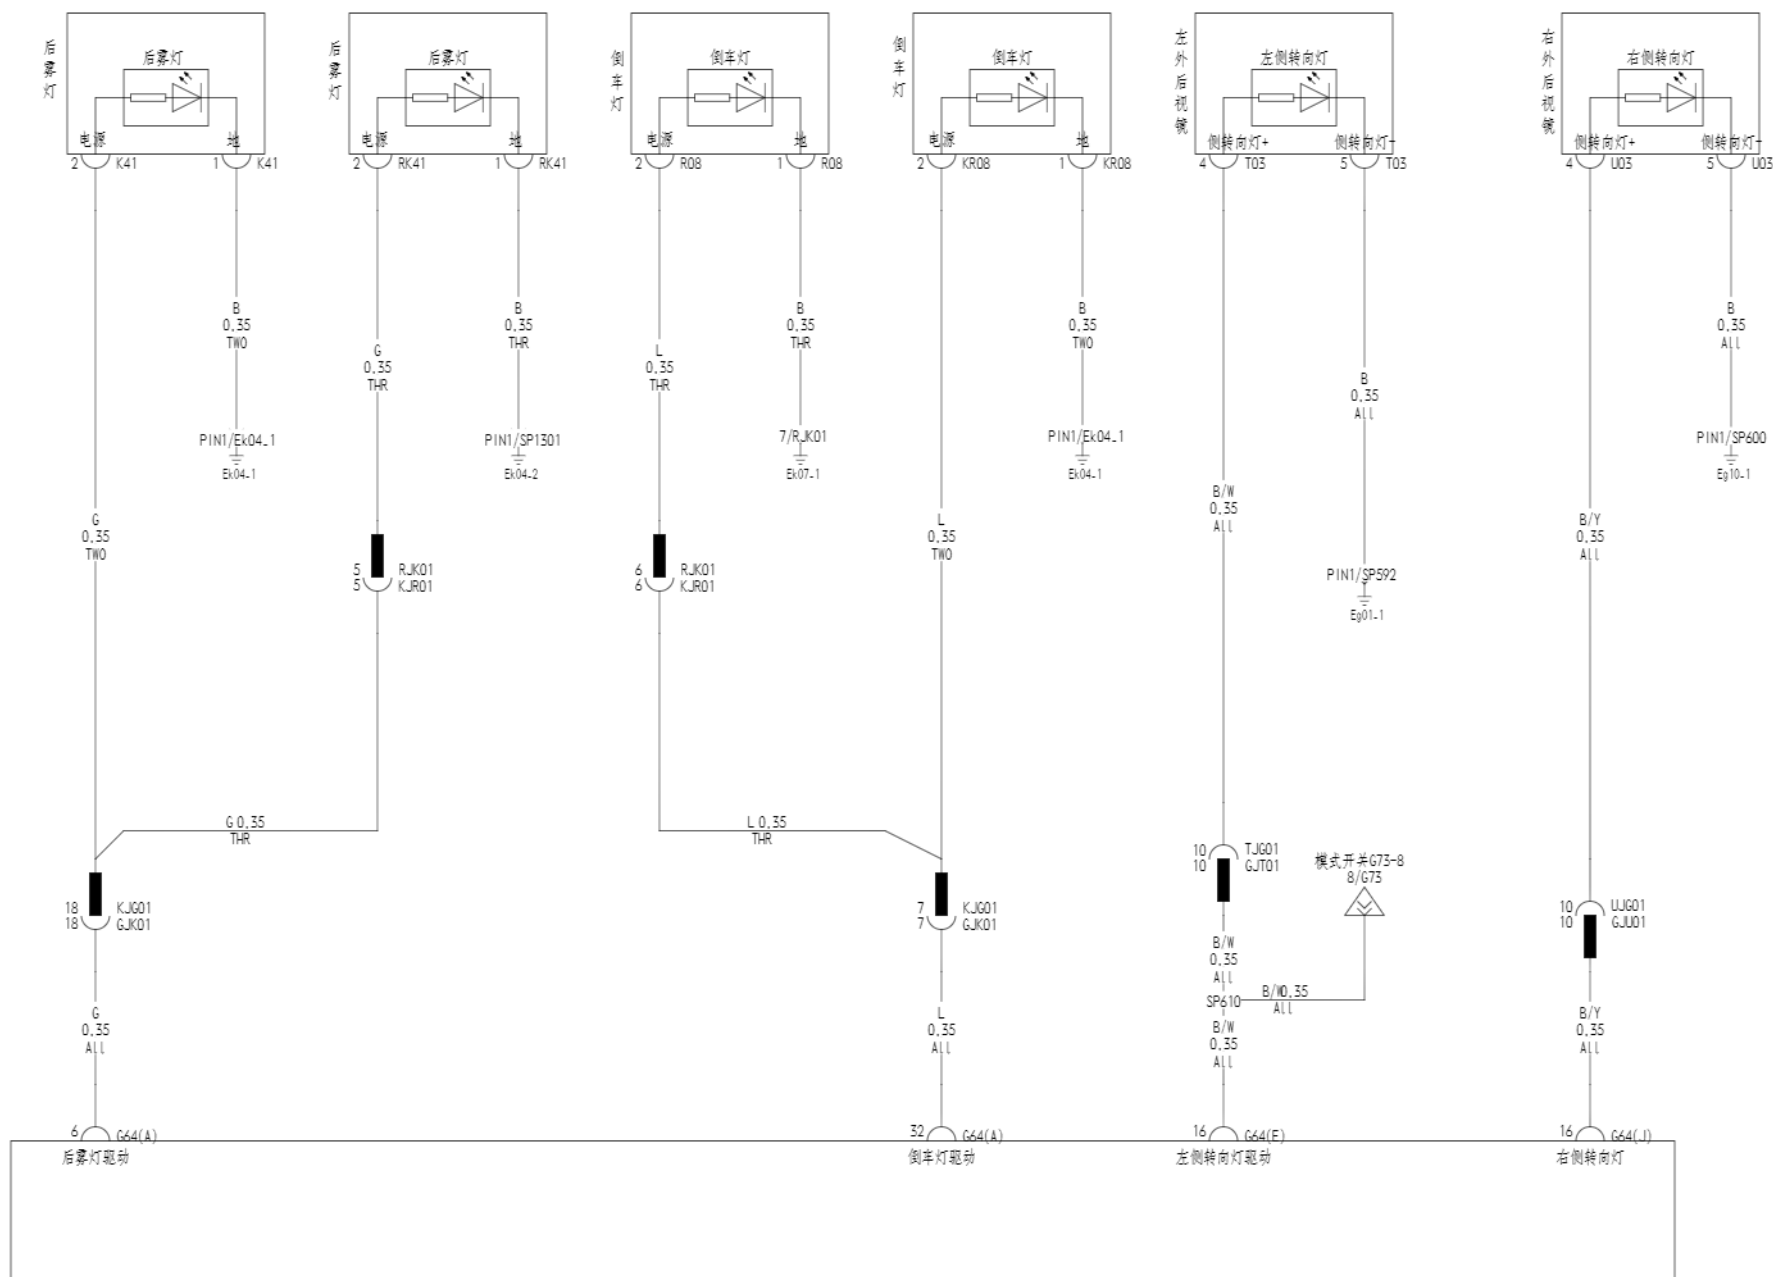 后雾灯
后雾灯
电源
地
2 K41
1 K41
G
0.35
TWO
B
0.35
TWO
PIN1/Ek04-1
Ek04-1
后雾灯
后雾灯
电源
地
2 RK41
1 RK41
G
0.35
THR
B
0.35
THR
PIN1/SP1301
Ek04-2
5 RJK01
5 KJR01
G 0.35
THR
18 KJG01
18 GJK01
G
0.35
ALL
6 G64(A)
后雾灯驱动
倒车灯
倒车灯
电源
地
2 R08
1 R08
L
0.35
THR
B
0.35
THR
7/RJK01
Ek07-1
6 RJK01
6 KJR01
L 0.35
THR
倒车灯
倒车灯
电源
地
2 KR08
1 KR08
L
0.35
TWO
B
0.35
TWO
PIN1/Ek04-1
Ek04-1
7 KJG01
7 GJK01
L
0.35
ALL
32 G64(A)
倒车灯驱动
左外后视镜
左侧转向灯
侧转向灯+
侧转向灯-
4 T03
5 T03
B/W
0.35
ALL
B
0.35
ALL
PIN1/SP592
Eg01-1
10 TJG01
10 GJT01
模式开关G73-8
8/G73
B/W
0.35
ALL
SP610
B/W0.35
ALL
B/W
0.35
ALL
16 G64(E)
左侧转向灯驱动
右外后视镜
右侧转向灯
侧转向灯+
侧转向灯-
4 U03
5 U03
B/Y
0.35
ALL
B
0.35
ALL
PIN1/SP600
Eg10-1
10 UJG01
10 GJU01
B/Y
0.35
ALL
16 G64(J)
右侧转向灯